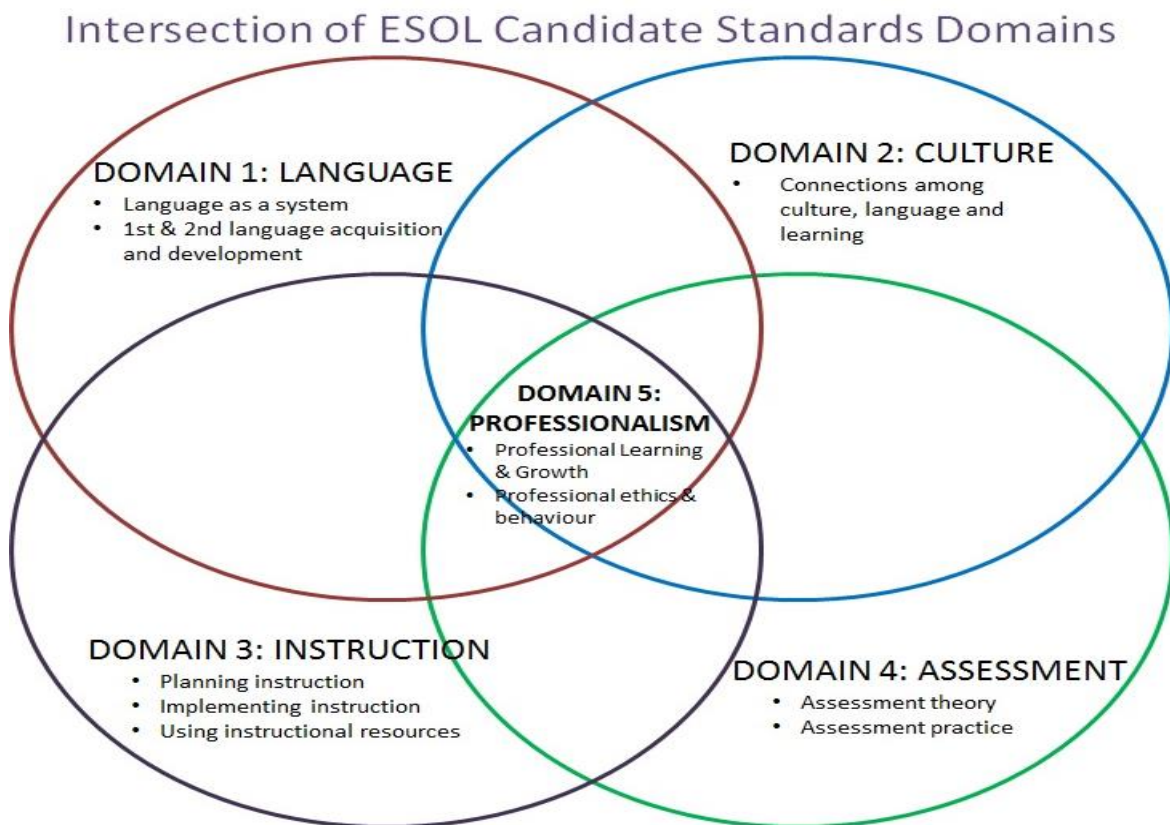 Intersection of ESOL Candidate Standards Domains
DOMAIN 1: LANGUAGE
• Language as a system
• 1st & 2nd language acquisition
and development
DOMAIN 2: CULTURE
• Connections among
culture, language and
learning
DOMAIN 5:
PROFESSIONALISM
• Professional Learning
& Growth
• Professional ethics &
behaviour
DOMAIN 3: INSTRUCTION
• Planning instruction
• Implementing instruction
• Using instructional resources
DOMAIN 4: ASSESSMENT
• Assessment theory
• Assessment practice